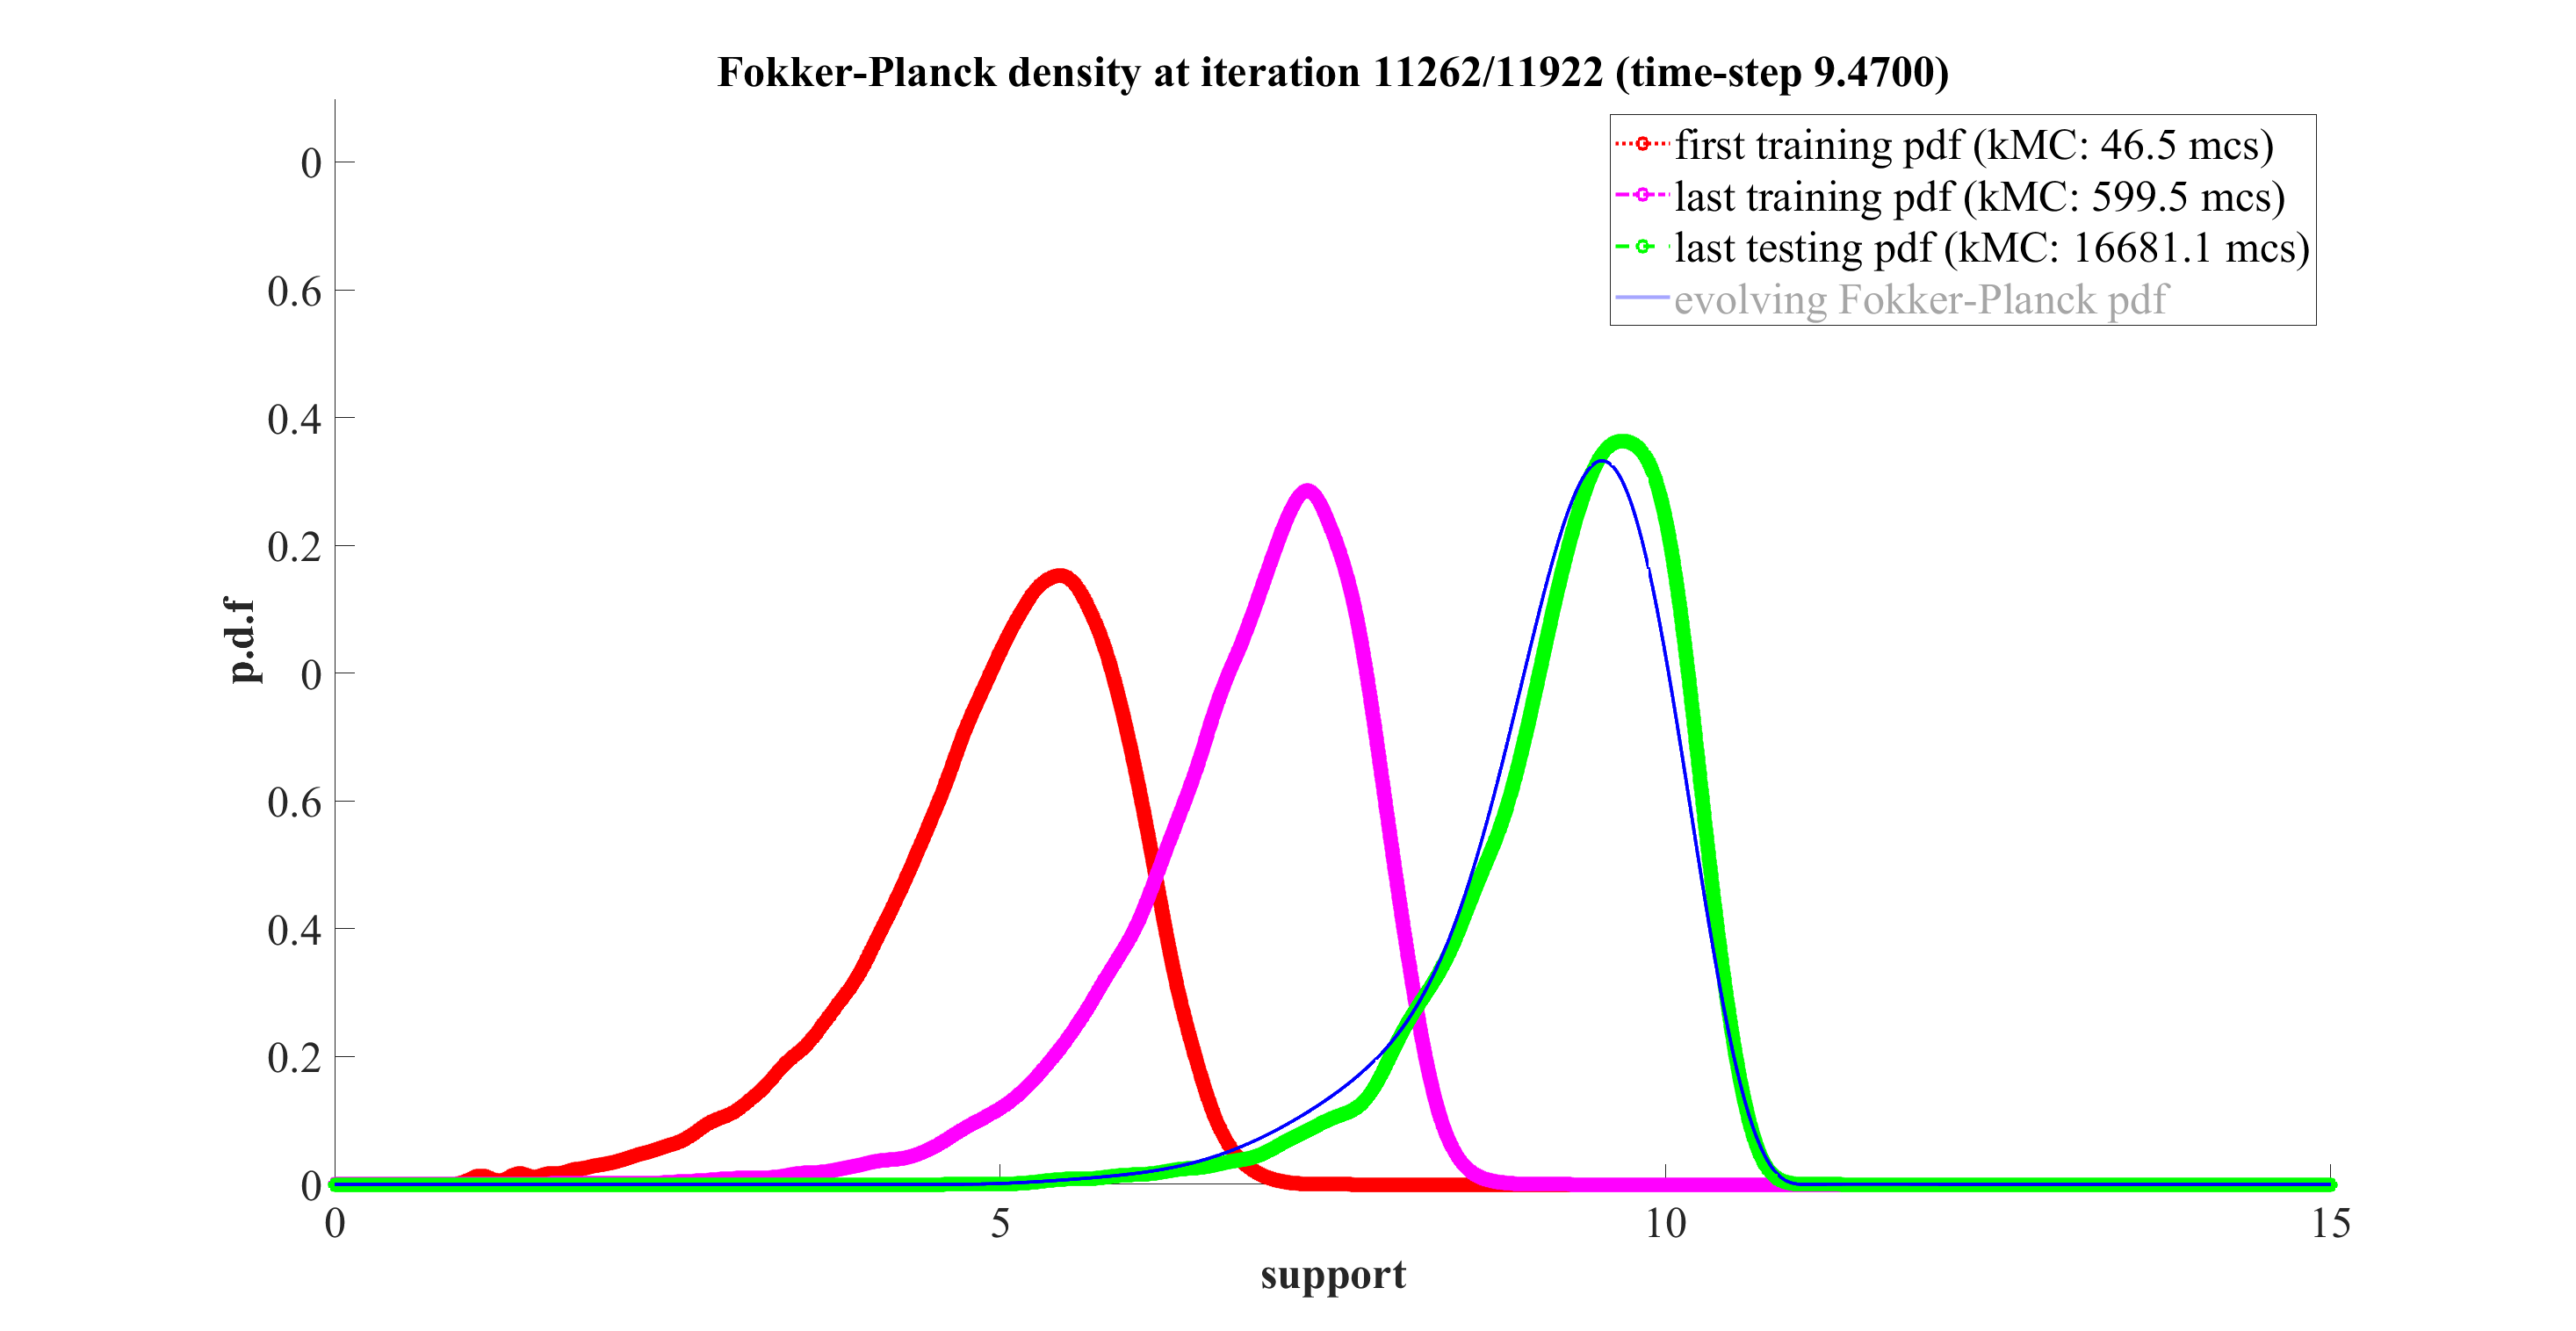 Fokker-Planck density at iteration 11262/11922 (time-step 9.4700)
first training pdf (kMC: 46.5 mcs)
last training pdf (kMC: 599.5 mcs)
last testing pdf (kMC: 16681.1 mcs)
evolving Fokker-Planck pdf
0
0.6
0.4
0.2
0
0.6
0.4
0.2
0
p.d.f
0 5 10 15
support